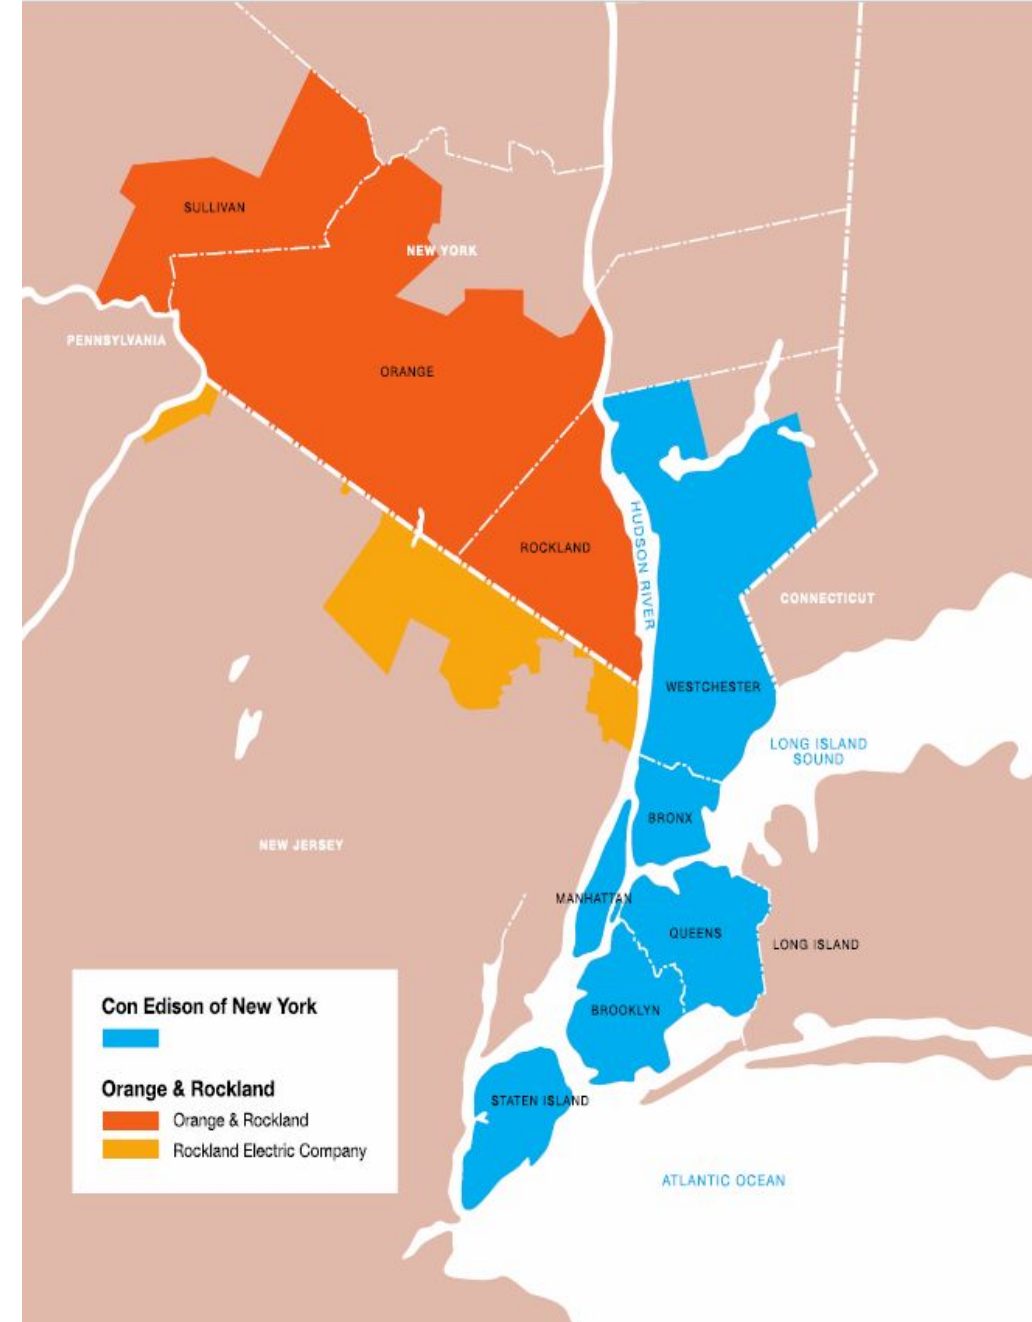 SULLIVAN
NEW YORK
PENNSYLVANIA
ORANGE
HUDSON RIVER
ROCKLAND
CONNECTICUT
WESTCHESTER
LONG ISLAND
SOUND
BRONX
NEW JERSEY
MANHATTAN
QUEENS
LONG ISLAND
BROOKLYN
STATEN ISLAND
ATLANTIC OCEAN
Con Edison of New York
Orange & Rockland
Orange & Rockland
Rockland Electric Company